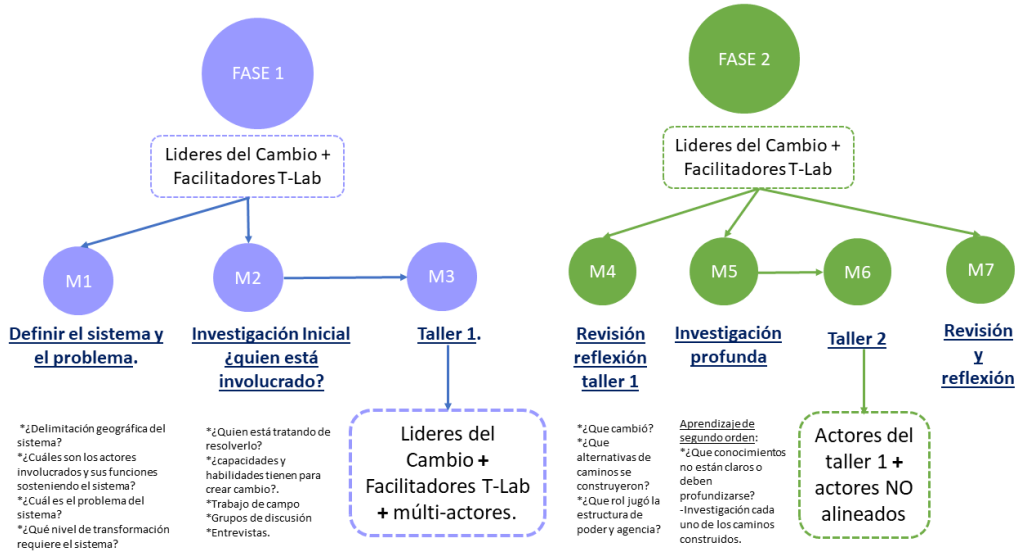 FASE 1
Lideres del Cambio +
Facilitadores T-Lab
M1
M2
M3
Definir el sistema y
el problema.
Investigación Inicial
¿quien está
involucrado?
Taller 1.
*¿Delimitación geográfica del
sistema?
*¿Cuáles son los actores
involucrados y sus funciones
sosteniendo el sistema?
*¿Cuál es el problema del
sistema?
*¿Qué nivel de transformación
requiere el sistema?
*¿Quien está tratando de
resolverlo?
*¿capacidades y
habilidades tienen para
crear cambio?.
*Trabajo de campo
*Grupos de discusión
*Entrevistas.
Lideres del
Cambio +
Facilitadores T-Lab
+ múlti-actores.
FASE 2
Lideres del Cambio +
Facilitadores T-Lab
M4
M5
M6
M7
Revisión
reflexión
taller 1
Investigación
profunda
Taller 2
Revisión
y
reflexión
*¿Que cambió?
*¿Que
alternativas de
caminos se
construyeron?
*¿Que rol jugó la
estructura de
poder y agencia?
Aprendizaje de
segundo orden:
*¿Que conocimientos
no están claros o
deben
profundizarse?
-Investigación cada
uno de los caminos
construidos.
Actores del
taller 1 +
actores NO
alineados